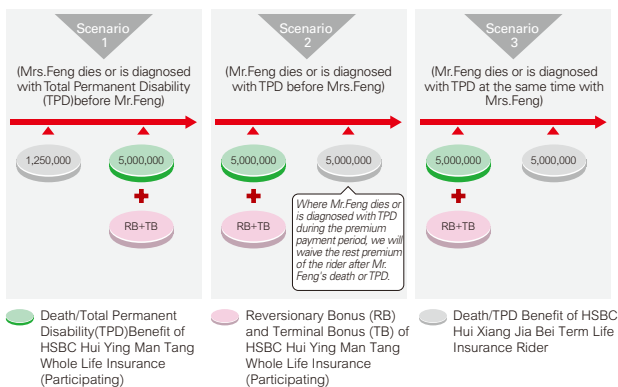 Scenario
1
(Mrs.Feng dies or is diagnosed
with Total Permanent Disability
(TPD)before Mr.Feng)
1,250,000
5,000,000
RB+TB
Scenario
2
(Mr.Feng dies or is diagnosed
with TPD before Mrs.Feng)
5,000,000
5,000,000
RB+TB
Where Mr.Feng dies or
is diagnosed with TPD
during the premium
payment period, we will
waive the rest premium
of the rider after Mr.
Feng's death or TPD.
Scenario
3
(Mr.Feng dies or is diagnosed
with TPD at the same time with
Mrs.Feng)
5,000,000
5,000,000
RB+TB
Death/Total Permanent
Disability(TPD)Benefit of
HSBC Hui Ying Man Tang
Whole Life Insurance
(Participating)
Reversionary Bonus (RB)
and Terminal Bonus (TB) of
HSBC Hui Ying Man Tang
Whole Life Insurance
(Participating)
Death/TPD Benefit of HSBC
Hui Xiang Jia Bei Term Life
Insurance Rider